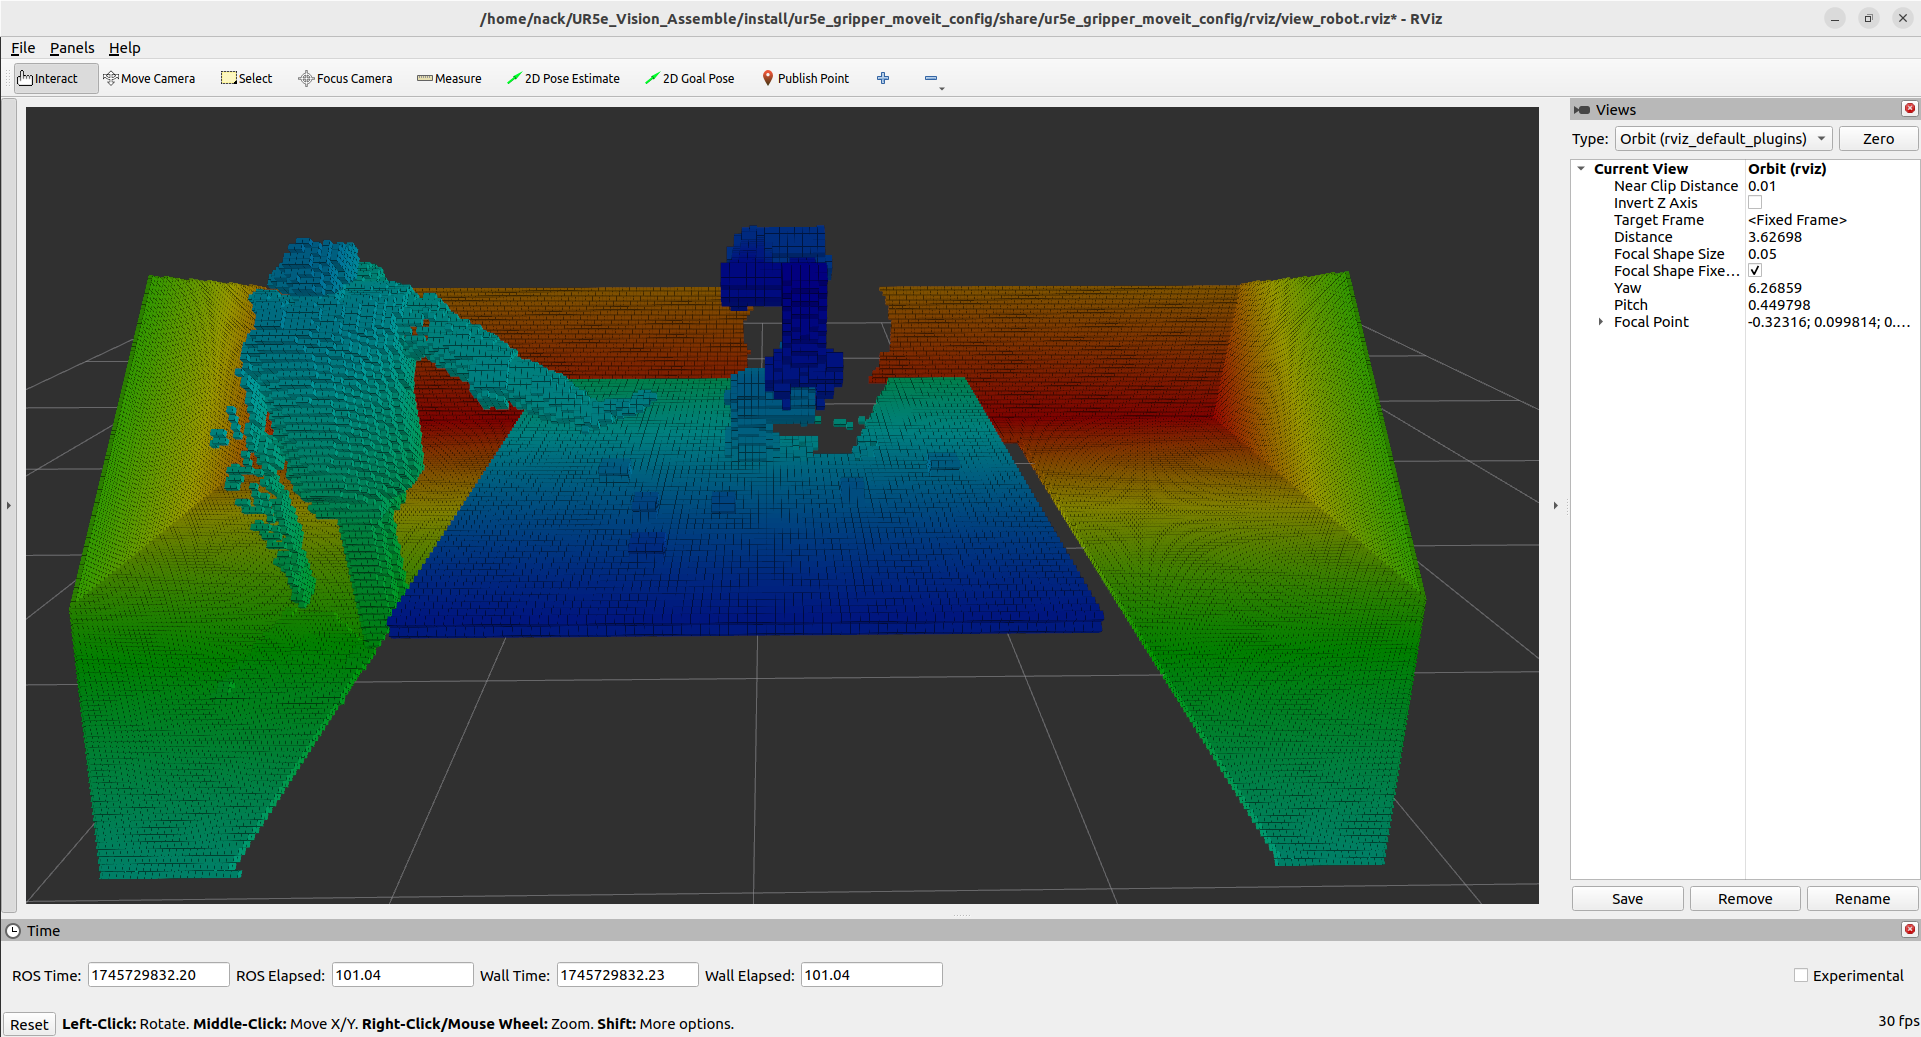 /home/nack/UR5e_Vision_Assemble/install/ur5e_gripper_moveit_config/share/ur5e_gripper_moveit_config/rviz/view_robot.rviz* - RViz
File Panels Help
Interact Move Camera Select Focus Camera Measure 2D Pose Estimate 2D Goal Pose Publish Point
Views
Type: Orbit (rviz_default_plugins) Zero
Current View Orbit (rviz)
Near Clip Distance 0.01
Invert Z Axis
Target Frame <Fixed Frame>
Distance 3.62698
Focal Shape Size 0.05
Focal Shape Fixe...
Yaw 6.26859
Pitch 0.449798
Focal Point -0.32316; 0.099814; 0....
Save Remove Rename
Time
ROS Time: 1745729832.20 ROS Elapsed: 101.04 Wall Time: 1745729832.23 Wall Elapsed: 101.04 Experimental
Reset Left-Click: Rotate. Middle-Click: Move X/Y. Right-Click/Mouse Wheel: Zoom. Shift: More options. 30 fps